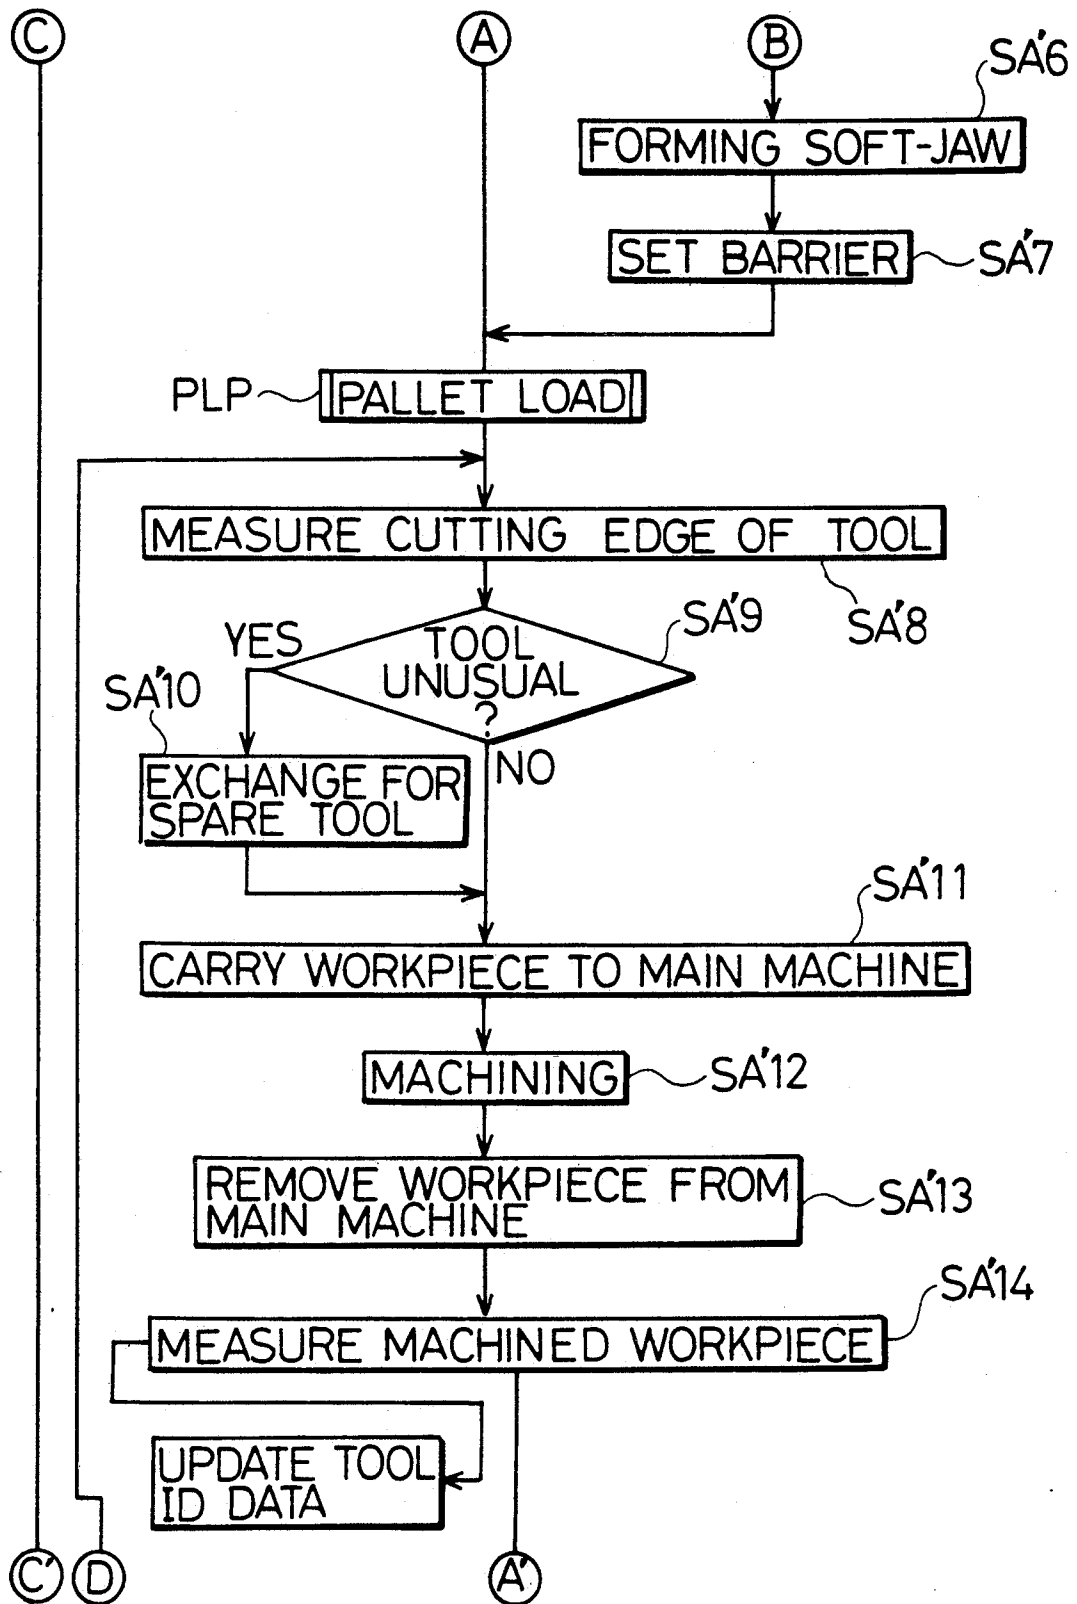 C
A
B
SA'6
FORMING SOFT-JAW
SET BARRIER
SA'7
PLP
PALLET LOAD
MEASURE CUTTING EDGE OF TOOL
SA'8
SA'9
YES
TOOL
UNUSUAL
?
SA'10
NO
EXCHANGE FOR
SPARE TOOL
SA'11
CARRY WORKPIECE TO MAIN MACHINE
MACHINING
SA'12
REMOVE WORKPIECE FROM
MAIN MACHINE
SA'13
SA'14
MEASURE MACHINED WORKPIECE
UPDATE TOOL
ID DATA
C'
D
A'